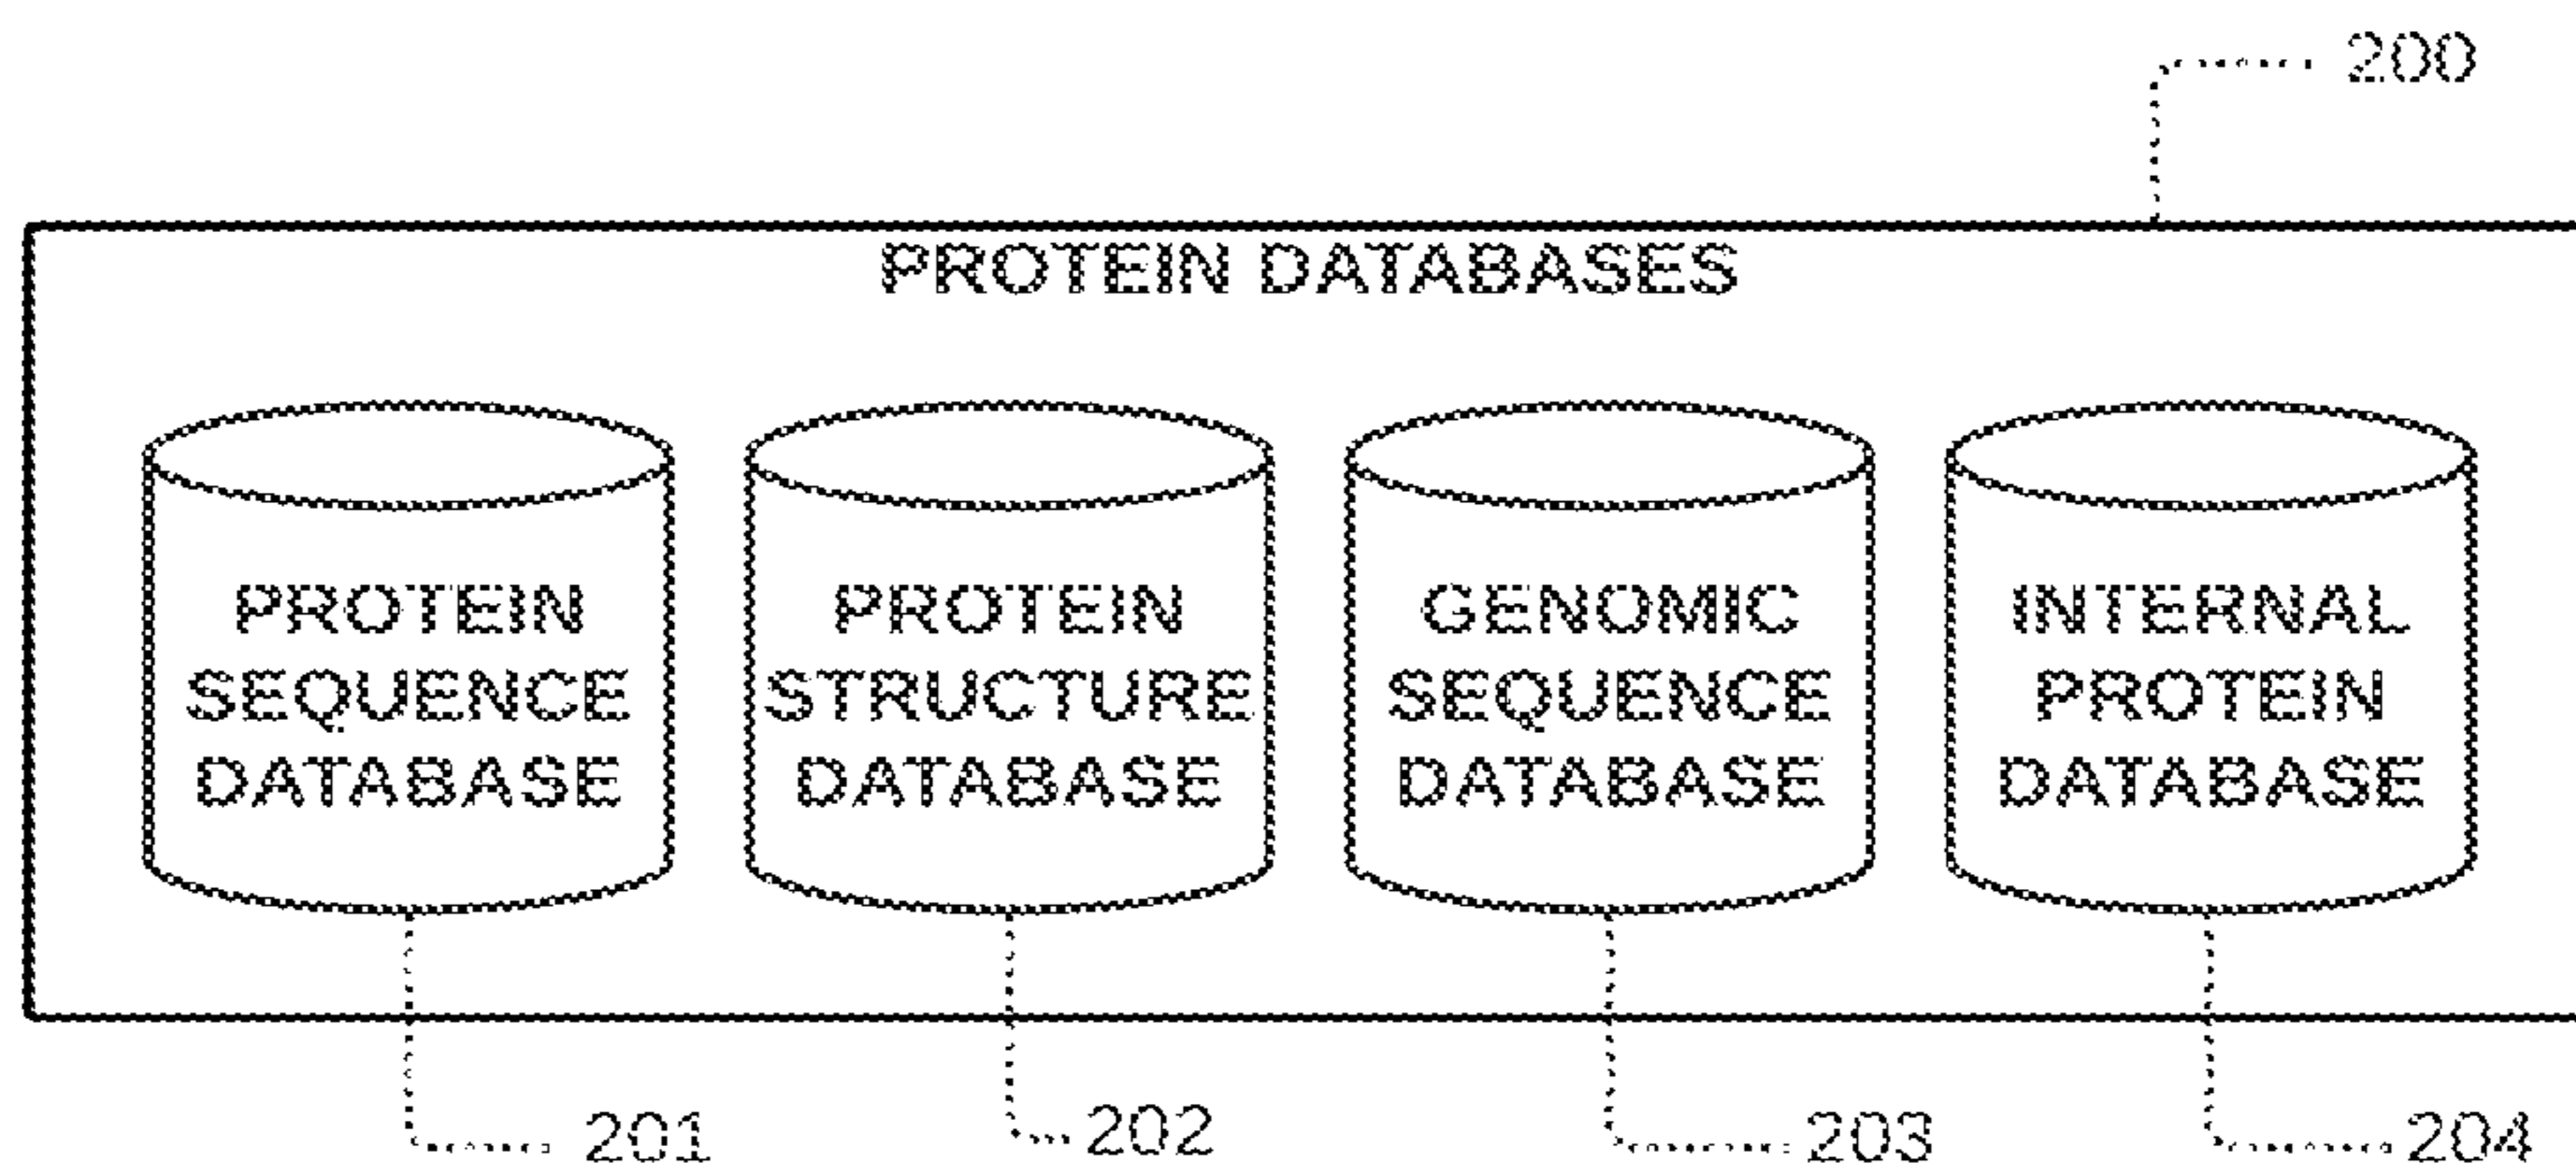 200
PROTEIN DATABASES
PROTEIN
SEQUENCE
DATABASE
PROTEIN
STRUCTURE
DATABASE
GENOMIC
SEQUENCE
DATABASE
INTERNAL
PROTEIN
DATABASE
201
202
203
204